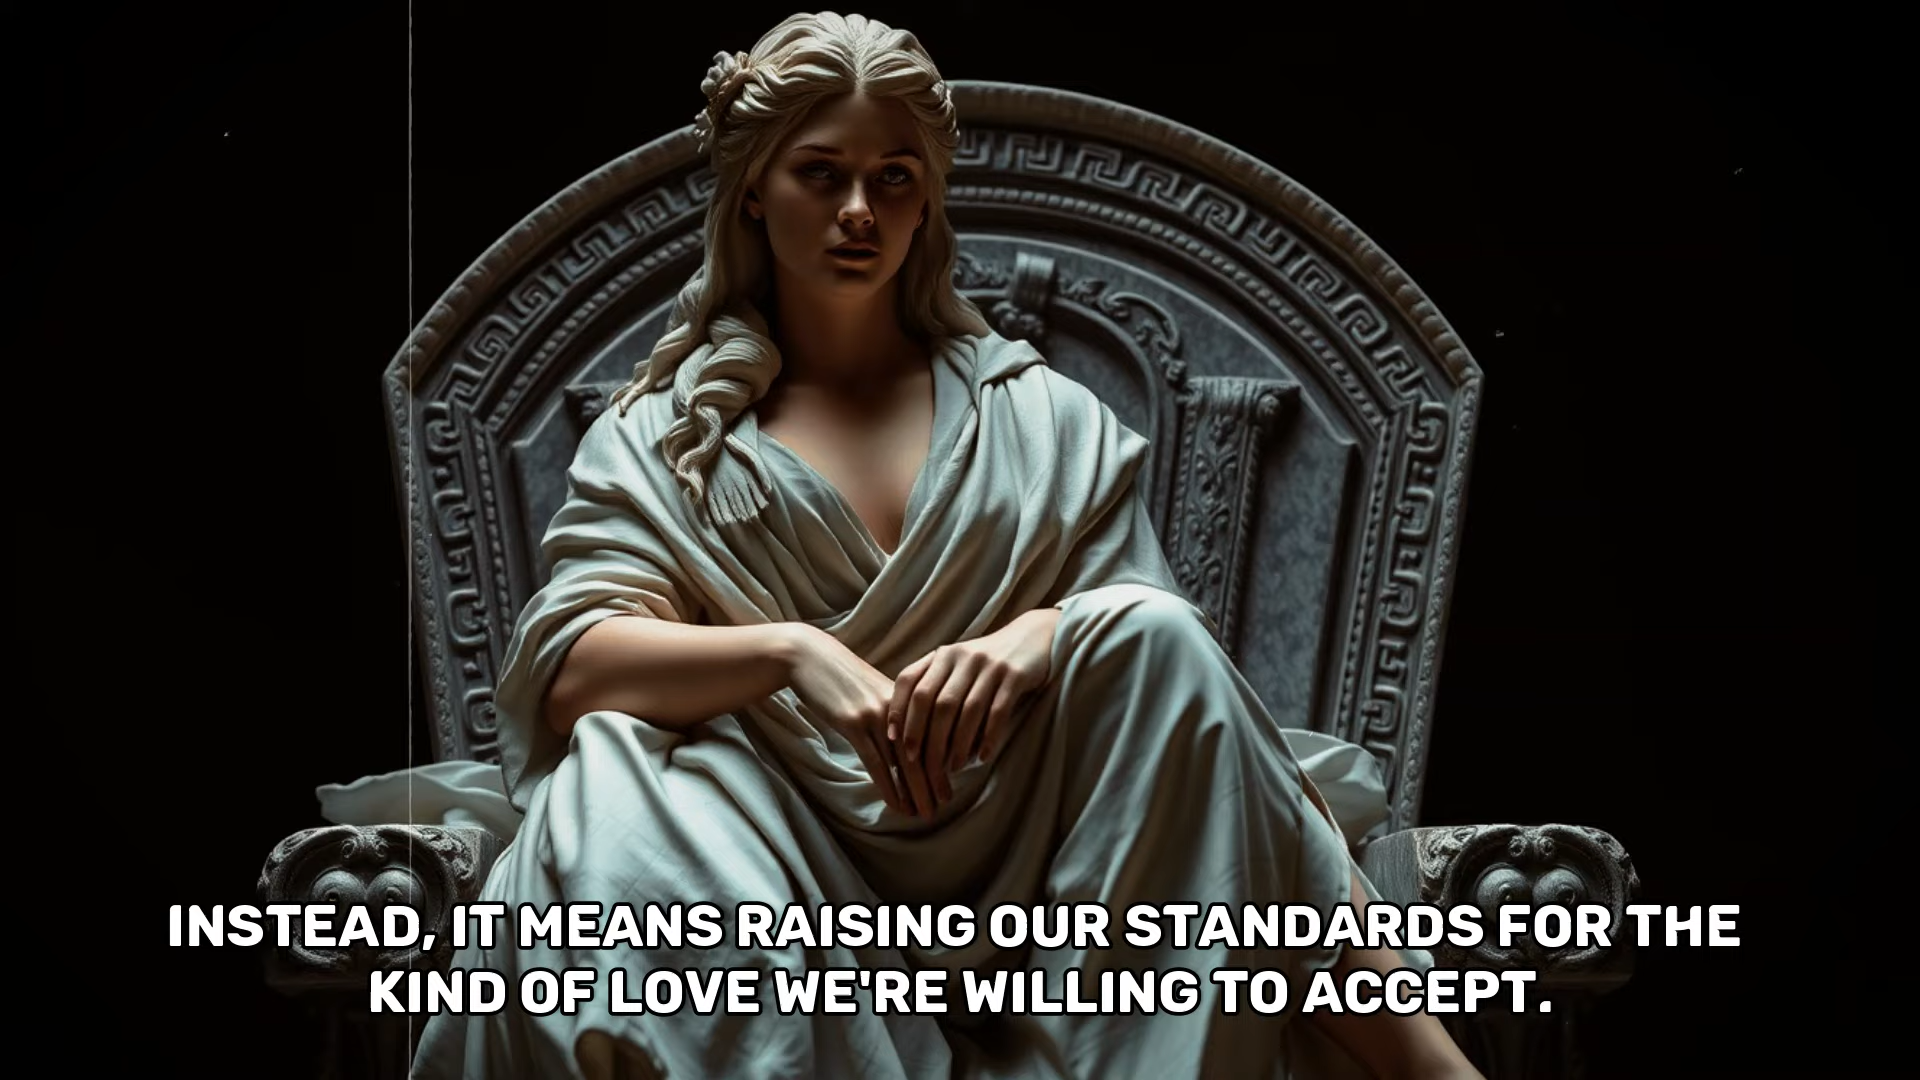 INSTEAD, IT MEANS RAISING OUR STANDARDS FOR THE
KIND OF LOVE WE'RE WILLING TO ACCEPT.